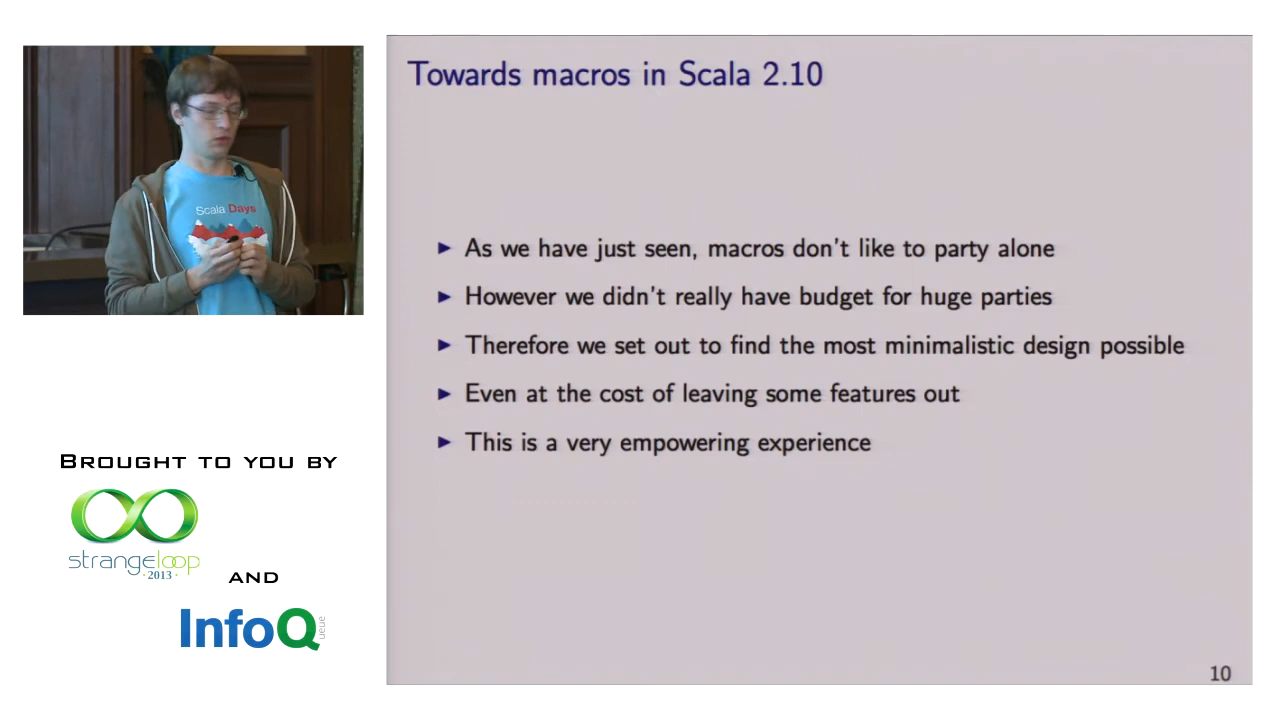 Scala Days
BROUGHT TO YOU BY
strangeloop
·2013·
AND
InfoQ
ueue
Towards macros in Scala 2.10
► As we have just seen, macros don't like to party alone
► However we didn't really have budget for huge parties
► Therefore we set out to find the most minimalistic design possible
► Even at the cost of leaving some features out
► This is a very empowering experience
10